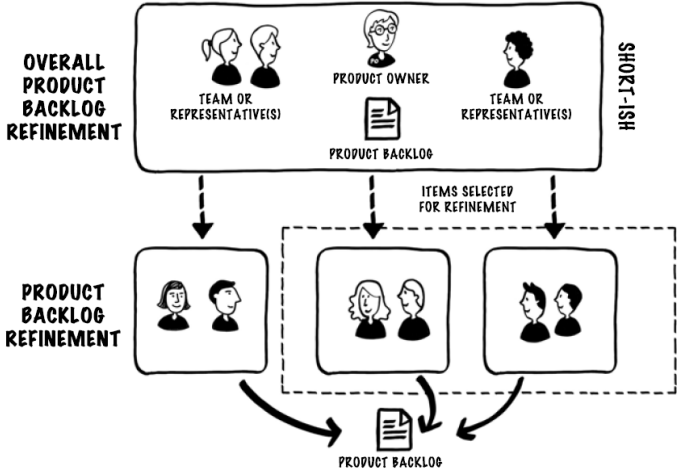 OVERALL
PRODUCT
BACKLOG
REFINEMENT
TEAM OR
REPRESENTATIVE(S)
PO
PRODUCT OWNER
TEAM OR
REPRESENTATIVE(S)
PRODUCT BACKLOG
SHORT-ISH
ITEMS SELECTED
FOR REFINEMENT
PRODUCT
BACKLOG
REFINEMENT
PRODUCT BACKLOG